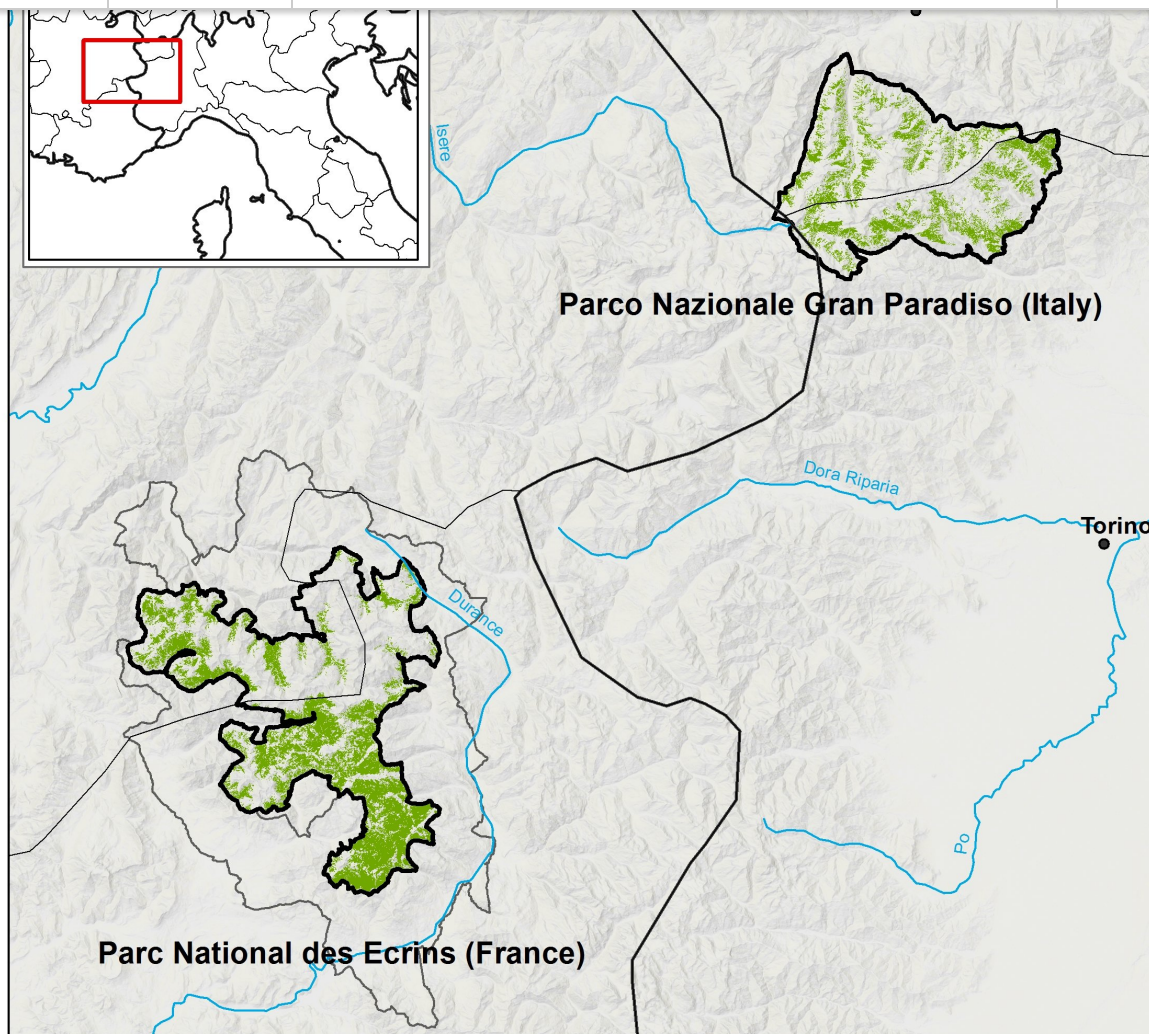 Isere
Parco Nazionale Gran Paradiso (Italy)
Dora Riparia
Torino
Durance
Po
Parc National des Ecrins (France)